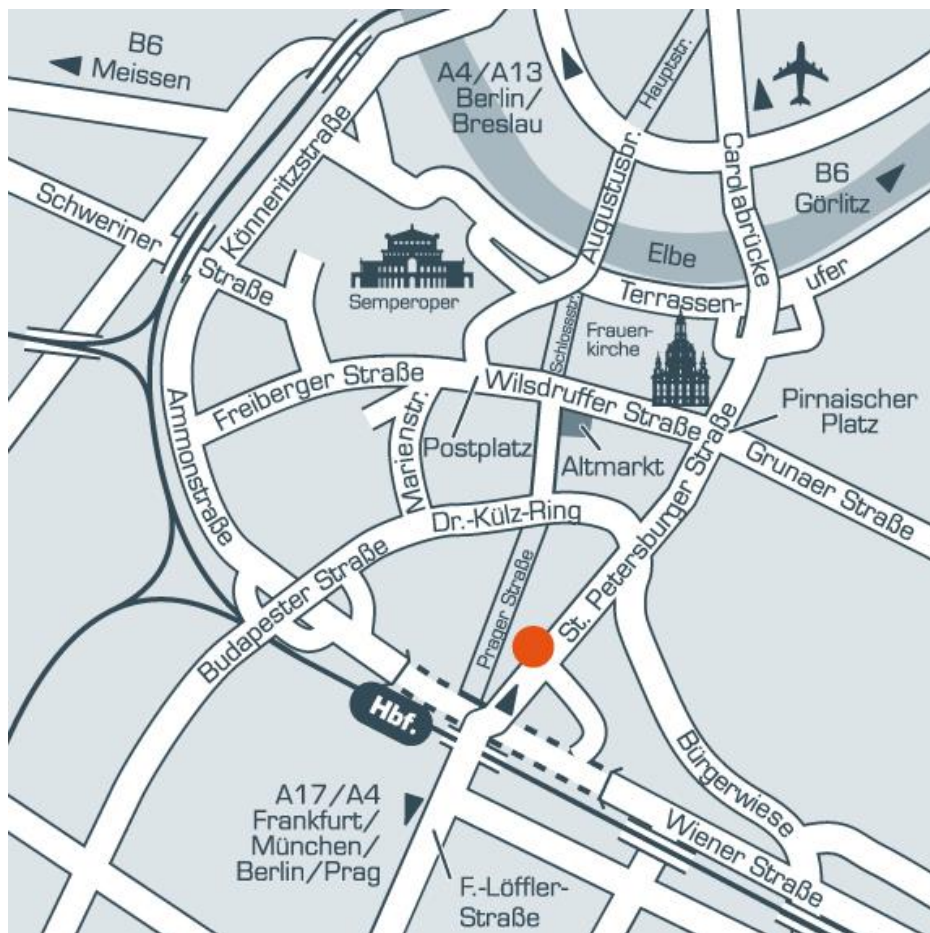 B6
Meissen
A4/A13
Berlin/
Breslau
Hauptstr.
Carolabrücke
B6
Görlitz
Könneritzstraße
Schweriner
Straße
Augustusbr.
Elbe
Semperoper
Terrassen-
ufer
Schlossstr.
Frauen-
kirche
Freiberger Straße
Wilsdruffer Straße
Pirnaischer
Platz
Ammonstraße
Marienstr.
Postplatz
Altmarkt
Grunaer Straße
Dr.-Külz-Ring
St. Petersburger Straße
Budapester Straße
Prager Straße
Hbf.
Bürgerwiese
A17/A4
Frankfurt/
München/
Berlin/Prag
Wiener Straße
F.-Löffler-
Straße